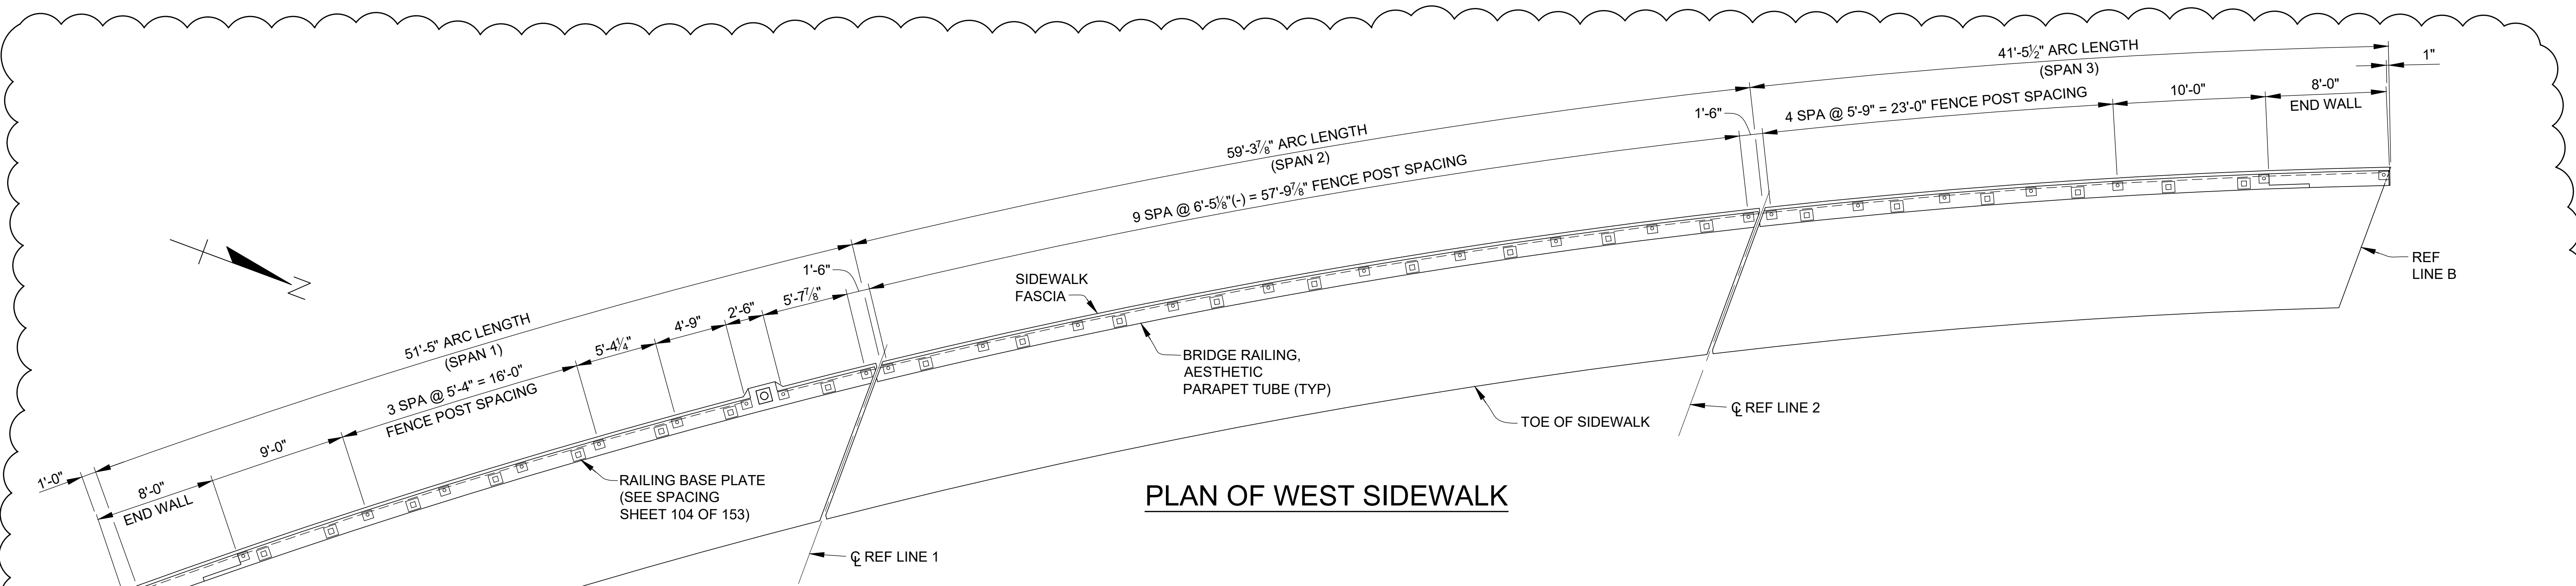 41'-5½" ARC LENGTH
(SPAN 3)
1"
4 SPA @ 5'-9" = 23'-0" FENCE POST SPACING
10'-0"
8'-0"
END WALL
1'-6"
59'-3⅞" ARC LENGTH
(SPAN 2)
9 SPA @ 6'-5⅛"(-) = 57'-9⅞" FENCE POST SPACING
N
1'-6"
5'-7⅞"
2'-6"
4'-9"
5'-4¼"
51'-5" ARC LENGTH
(SPAN 1)
3 SPA @ 5'-4" = 16'-0"
FENCE POST SPACING
9'-0"
1'-0"
8'-0"
END WALL
SIDEWALK
FASCIA
REF
LINE B
BRIDGE RAILING,
AESTHETIC
PARAPET TUBE (TYP)
℄ REF LINE 2
TOE OF SIDEWALK
RAILING BASE PLATE
(SEE SPACING
SHEET 104 OF 153)
PLAN OF WEST SIDEWALK
℄ REF LINE 1